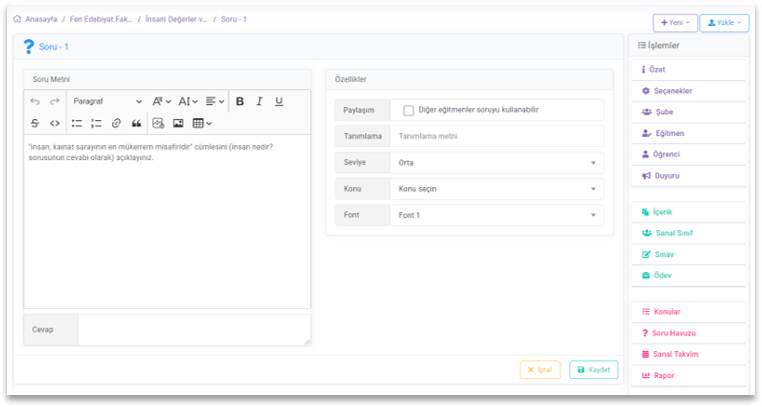 Anasayfa / Fen Edebiyat Fak... / İnsani Değerler v... / Soru - 1
Yeni
Yükle
? Soru - 1
İşlemler
Soru Metni
Özellikler
Paragraf
B I U
S
"insan, kainat sarayının en mükerrem misafiridir" cümlesini (insan nedir?
sorusunun cevabı olarak) açıklayınız.
Cevap
Paylaşım Diğer eğitmenler soruyu kullanabilir
Tanımlama Tanımlama metni
Seviye Orta
Konu Konu seçin
Font Font 1
İptal
Kaydet
Özet
Seçenekler
Şube
Eğitmen
Öğrenci
Duyuru
İçerik
Sanal Sınıf
Sınav
Ödev
Konular
? Soru Havuzu
Sanal Takvim
Rapor